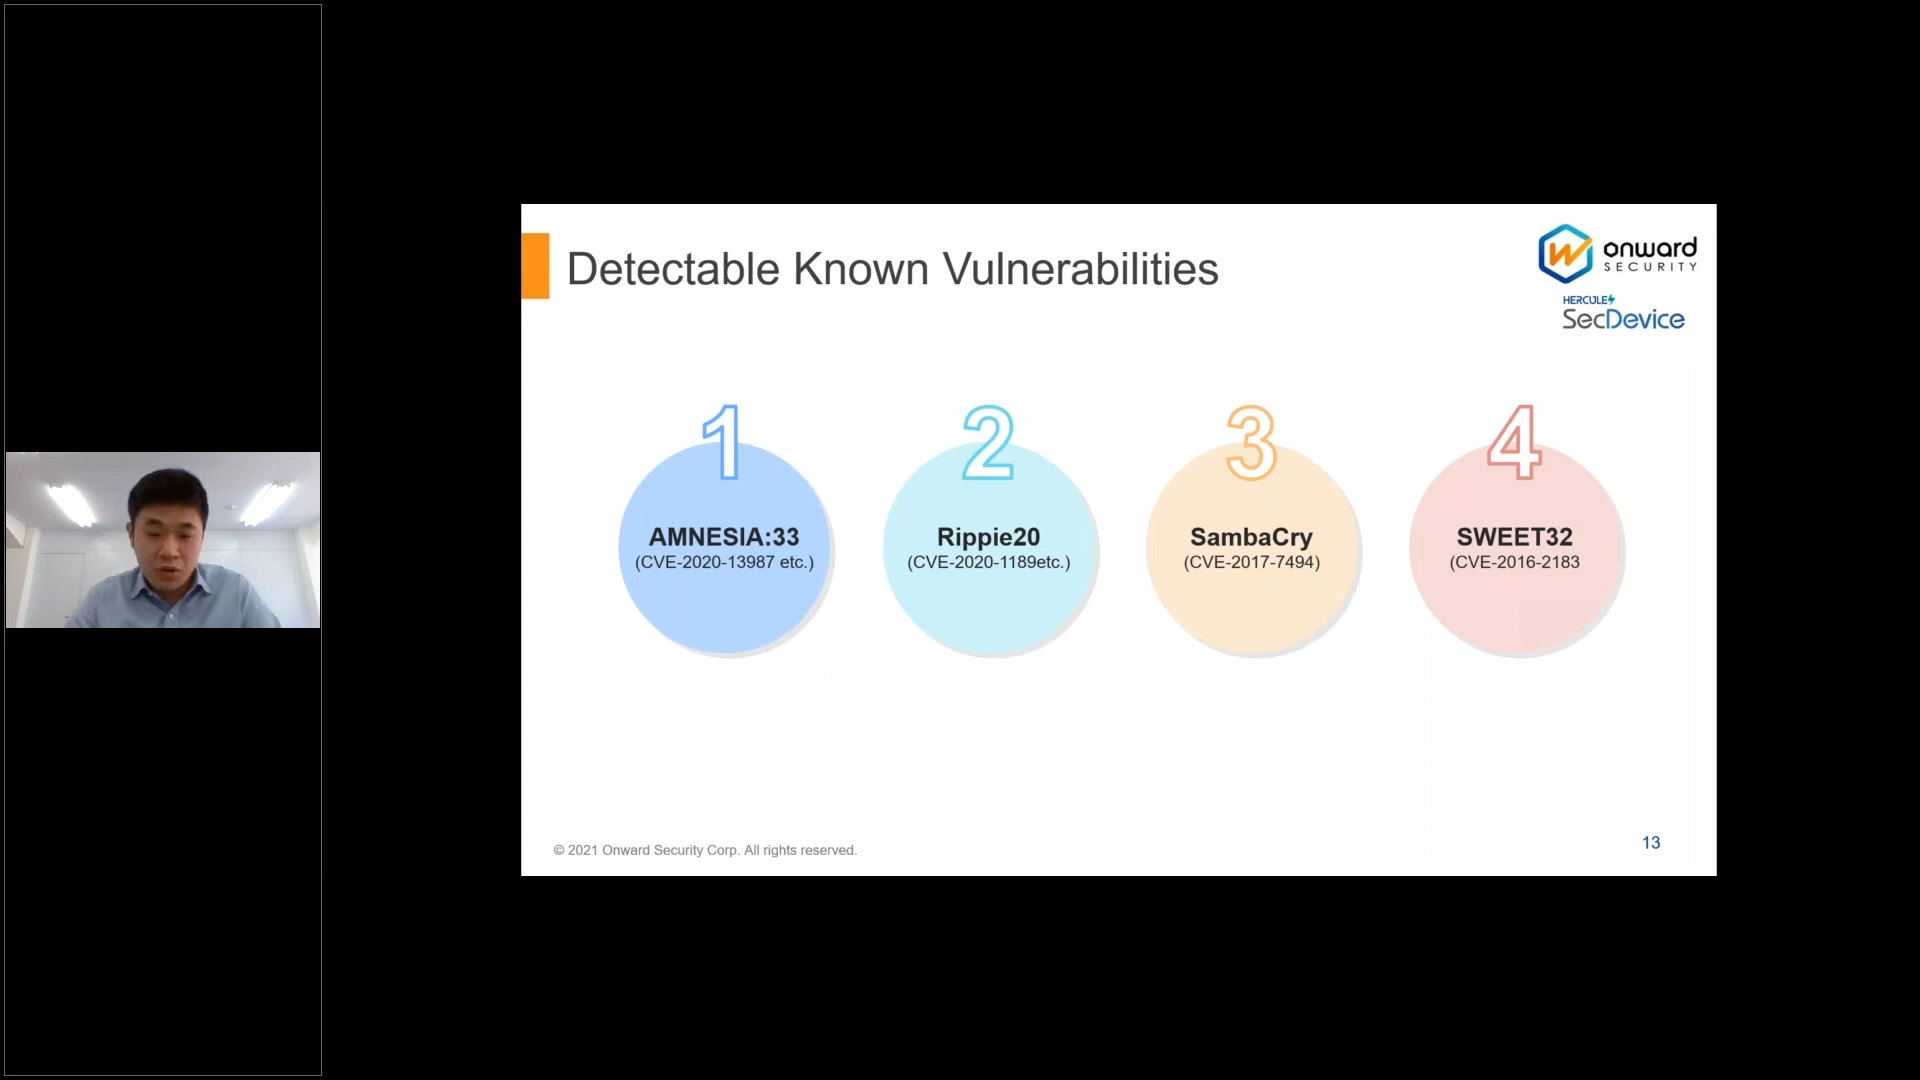 Detectable Known Vulnerabilities
onward
SECURITY
HERCULES
SecDevice
1
AMNESIA:33
(CVE-2020-13987 etc.)
2
Rippie20
(CVE-2020-1189etc.)
3
SambaCry
(CVE-2017-7494)
4
SWEET32
(CVE-2016-2183
© 2021 Onward Security Corp. All rights reserved.
13